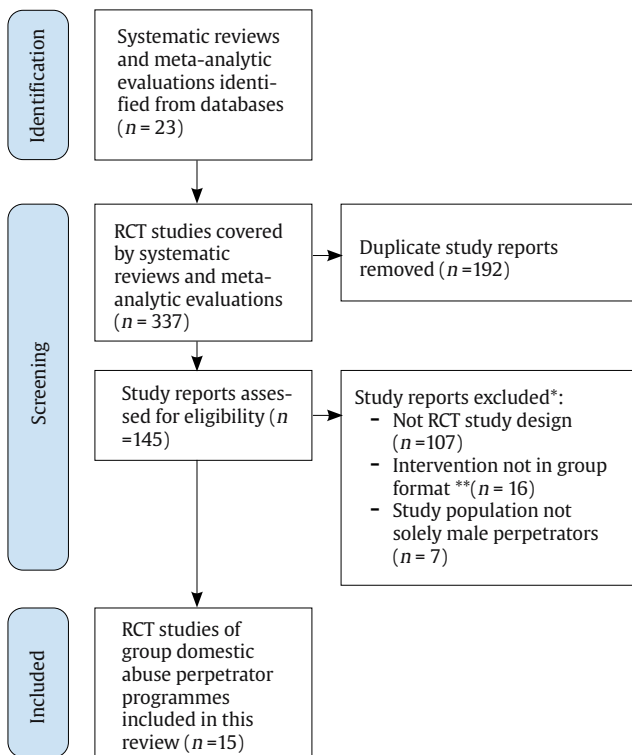 Identification
Systematic reviews
and meta-analytic
evaluations identi-
fied from databases
(n = 23)
Screening
RCT studies covered
by systematic
reviews and meta-
analytic evaluations
(n = 337)
Duplicate study reports
removed (n =192)
Study reports asses-
sed for eligibility (n
=145)
Study reports excluded*:
- Not RCT study design
(n =107)
- Intervention not in group
format **(n = 16)
- Study population not
solely male perpetrators
(n = 7)
Included
RCT studies of
group domestic
abuse perpetrator
programmes
included in this
review (n =15)